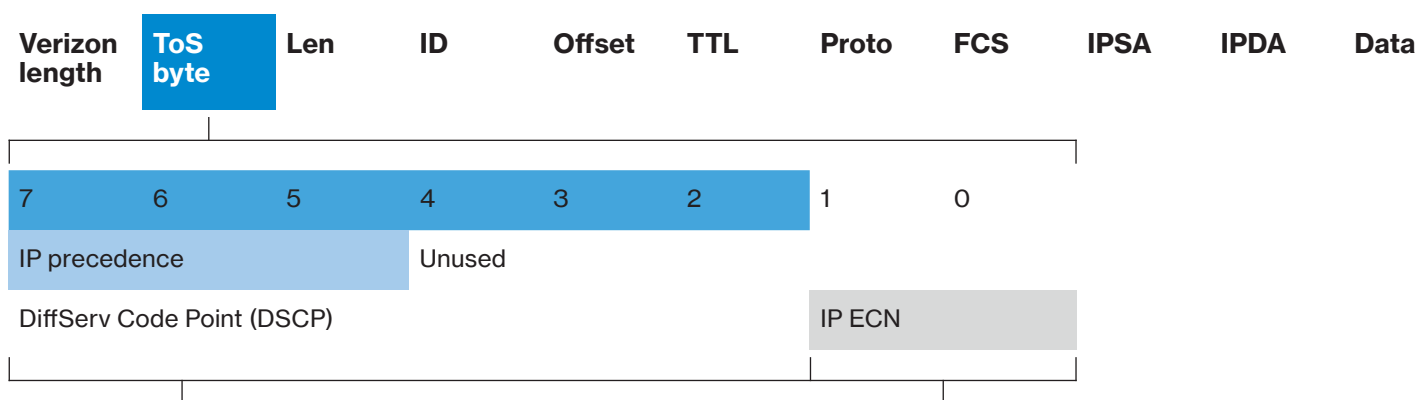 Verizon length ToS byte Len ID Offset TTL Proto FCS IPSA IPDA Data
7 6 5 4 3 2 1 0
IP precedence Unused
DiffServ Code Point (DSCP) IP ECN